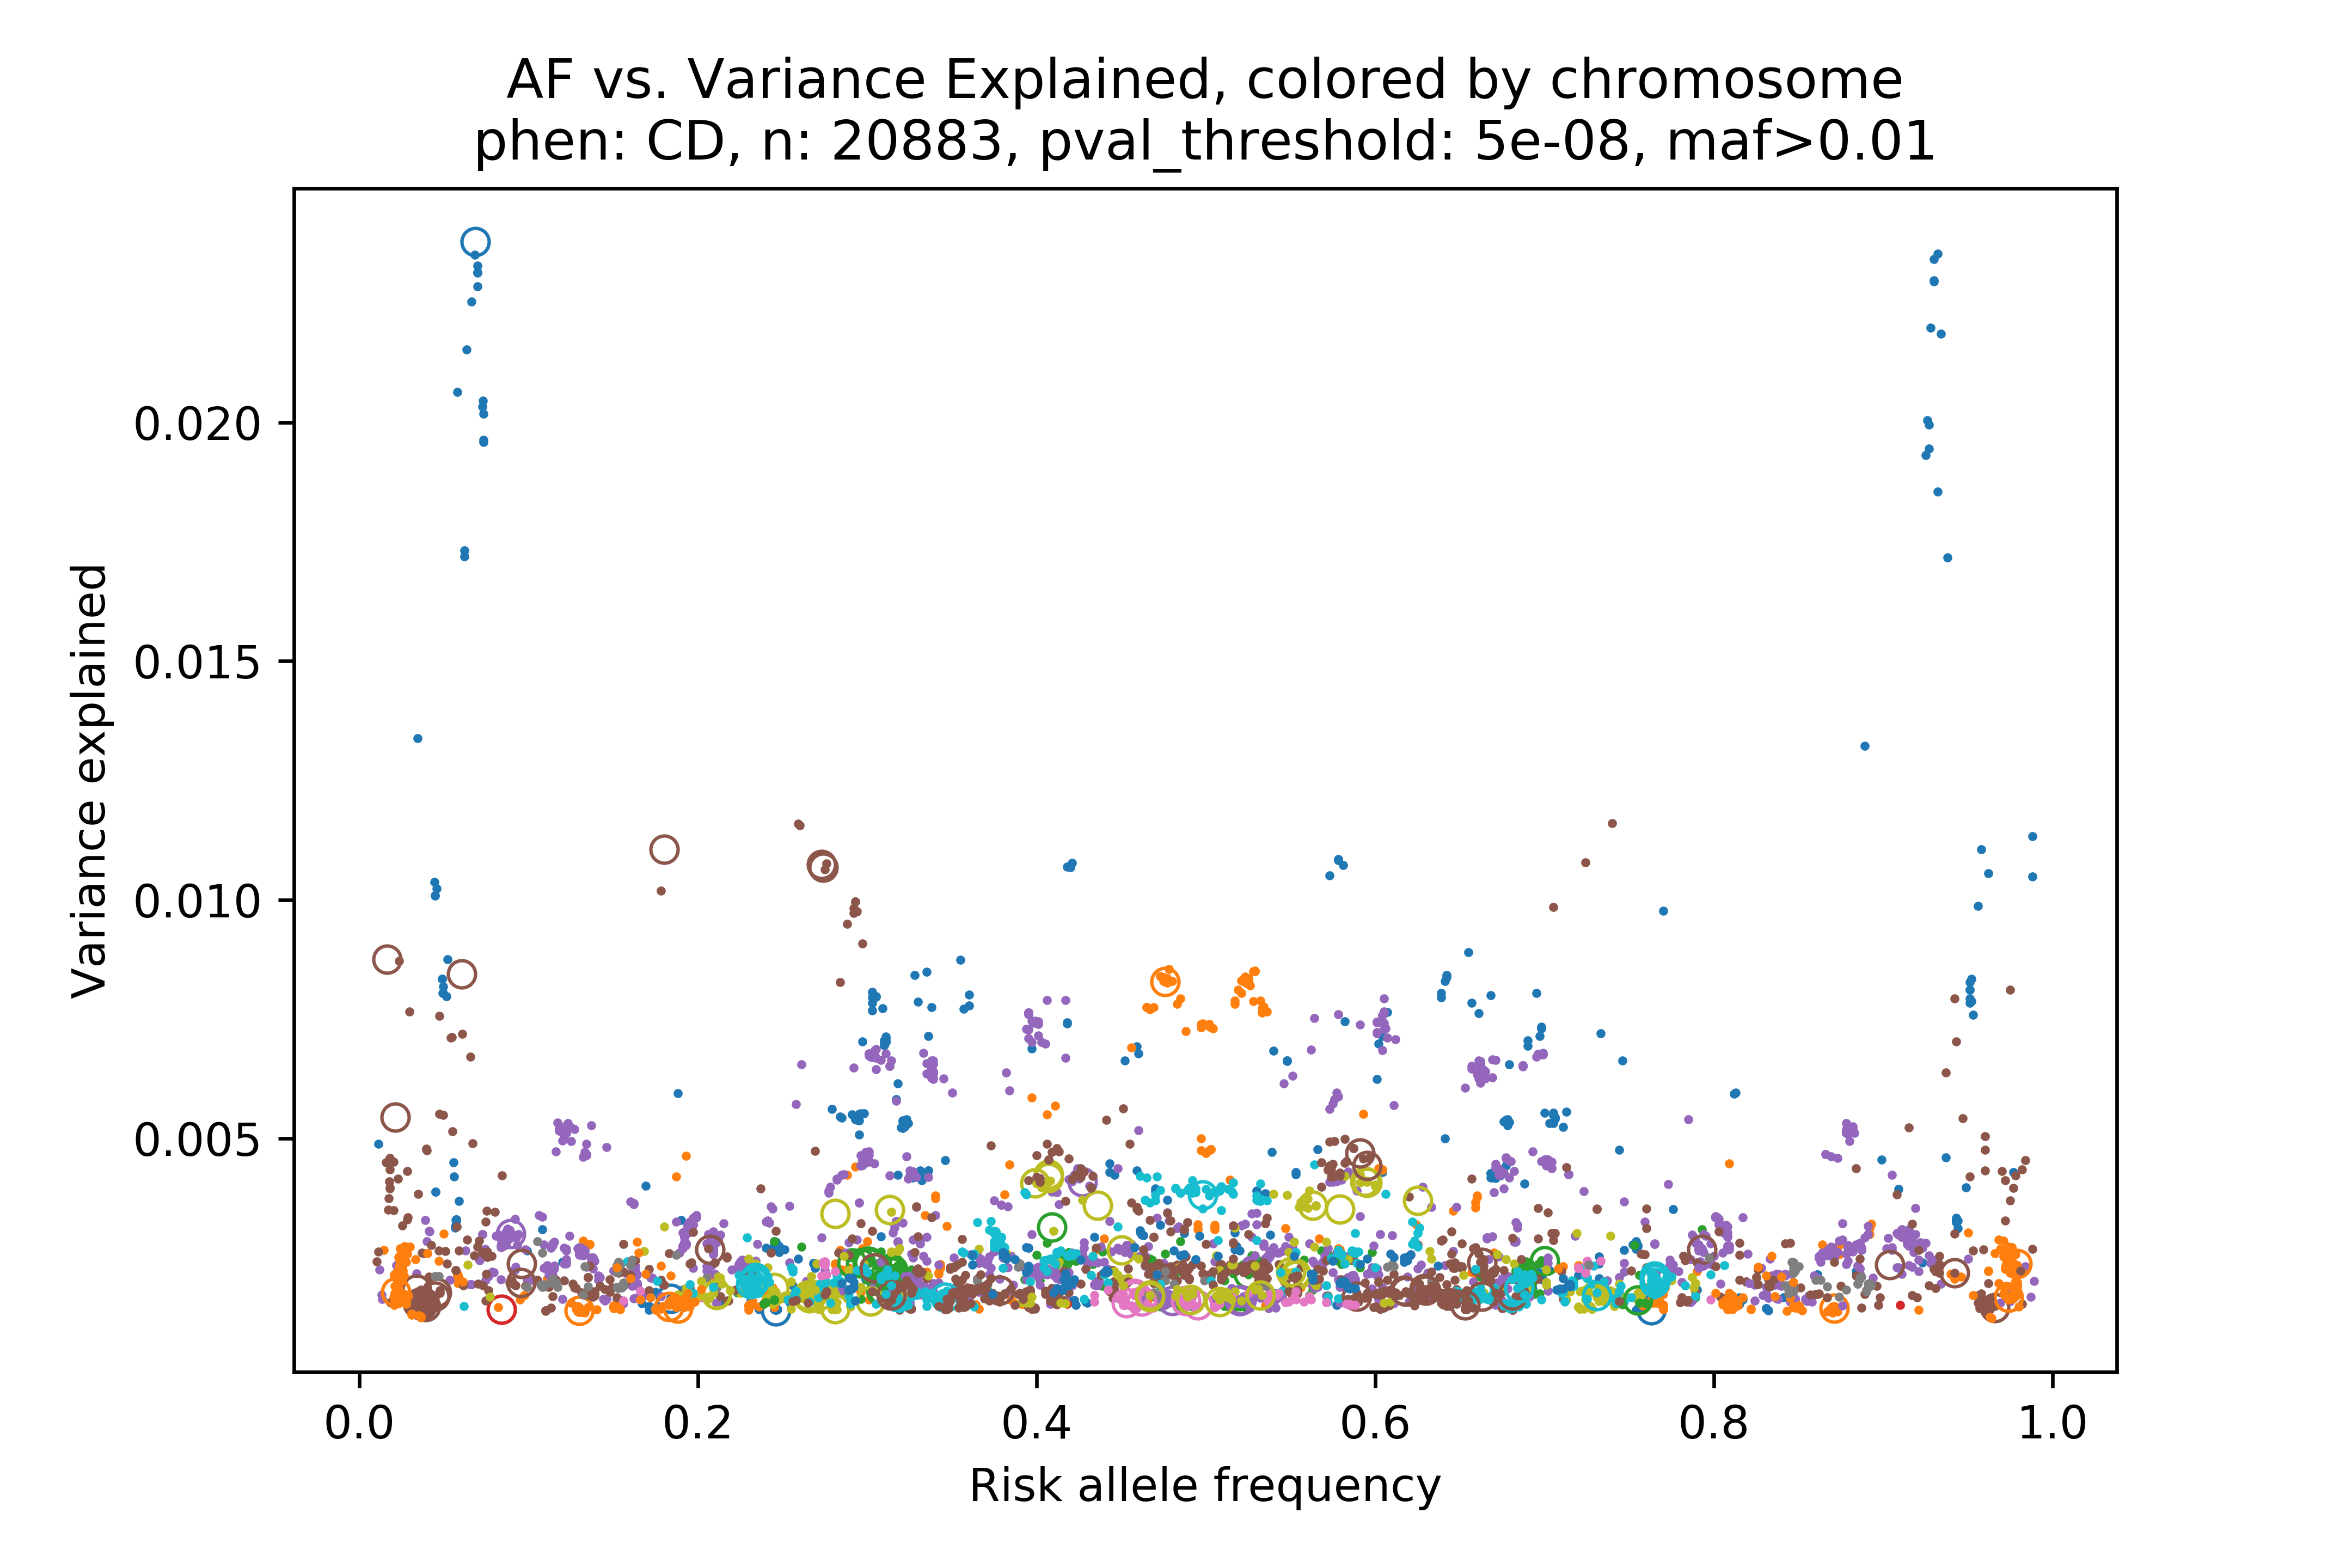 AF vs. Variance Explained, colored by chromosome
phen: CD, n: 20883, pval_threshold: 5e-08, maf>0.01
Variance explained
0.020
0.015
0.010
0.005
0.0 0.2 0.4 0.6 0.8 1.0
Risk allele frequency